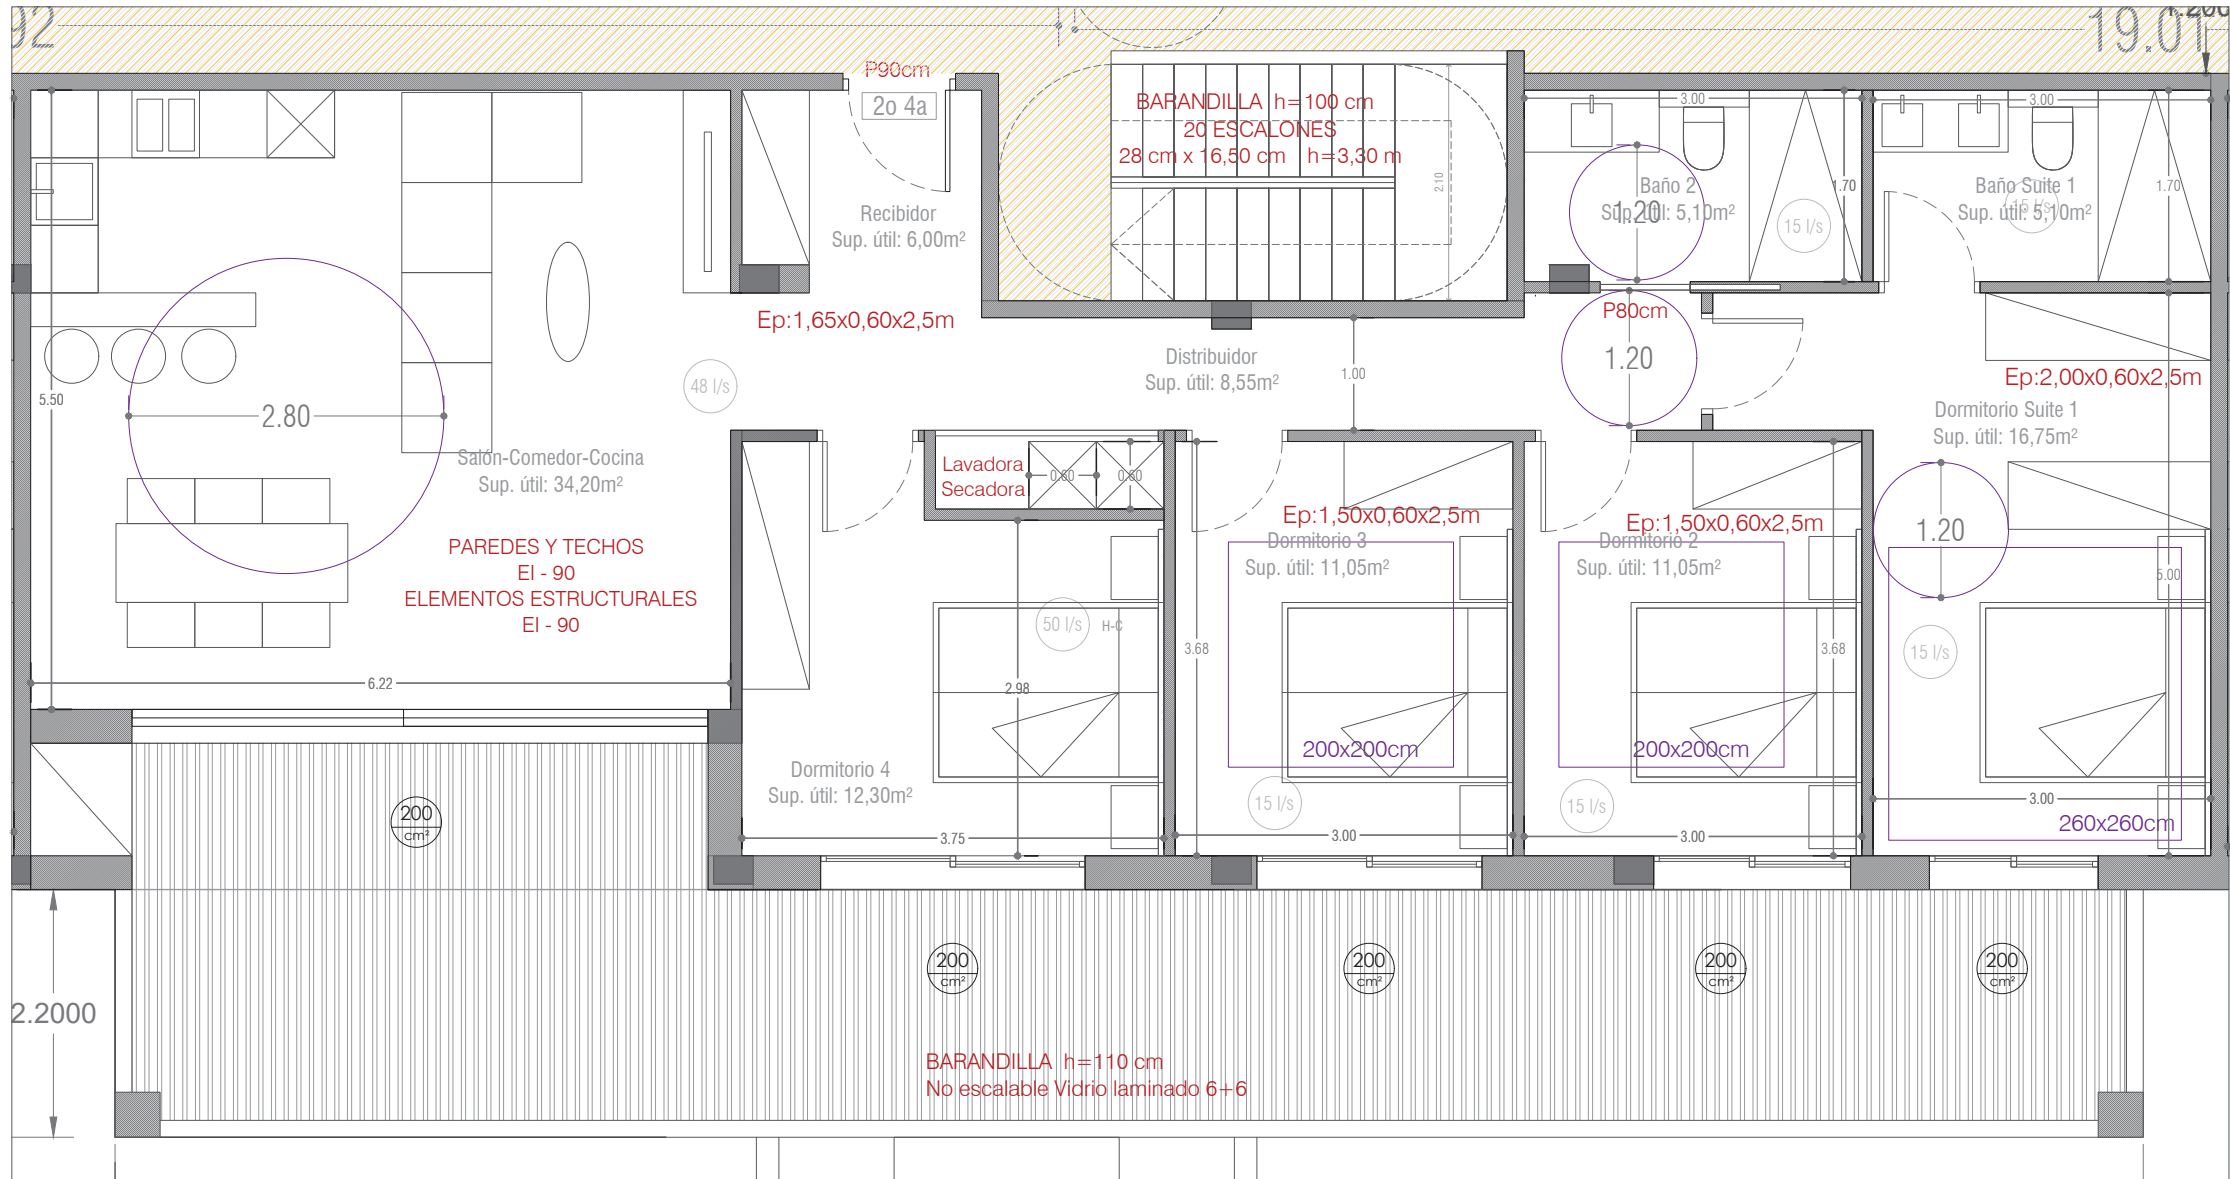 92
19.01
P90cm
2o 4a
BARANDILLA h=100 cm
20 ESCALONES
28 cm x 16,50 cm h=3,30 m
2.10
3.00
3.00
Recibidor
Sup. útil: 6,00m²
Baño 2
Sup. útil: 5,10m²
1.20
1.70
15 l/s
Baño Suite 1
Sup. útil: 5,10m²
15 l/s
1.70
Ep:1,65x0,60x2,5m
P80cm
1.20
Distribuidor
Sup. útil: 8,55m²
1.00
48 l/s
Ep:2,00x0,60x2,5m
Dormitorio Suite 1
Sup. útil: 16,75m²
5.50
2.80
Salón-Comedor-Cocina
Sup. útil: 34,20m²
Lavadora
Secadora
0.60
0.60
Ep:1,50x0,60x2,5m
Dormitorio 3
Sup. útil: 11,05m²
Ep:1,50x0,60x2,5m
Dormitorio 2
Sup. útil: 11,05m²
1.20
5.00
PAREDES Y TECHOS
EI - 90
ELEMENTOS ESTRUCTURALES
EI - 90
50 l/s
H-C
3.68
3.68
15 l/s
6.22
2.98
200x200cm
200x200cm
Dormitorio 4
Sup. útil: 12,30m²
15 l/s
15 l/s
3.00
260x260cm
3.75
3.00
3.00
200
cm²
200
cm²
200
cm²
200
cm²
200
cm²
2.2000
BARANDILLA h=110 cm
No escalable Vidrio laminado 6+6